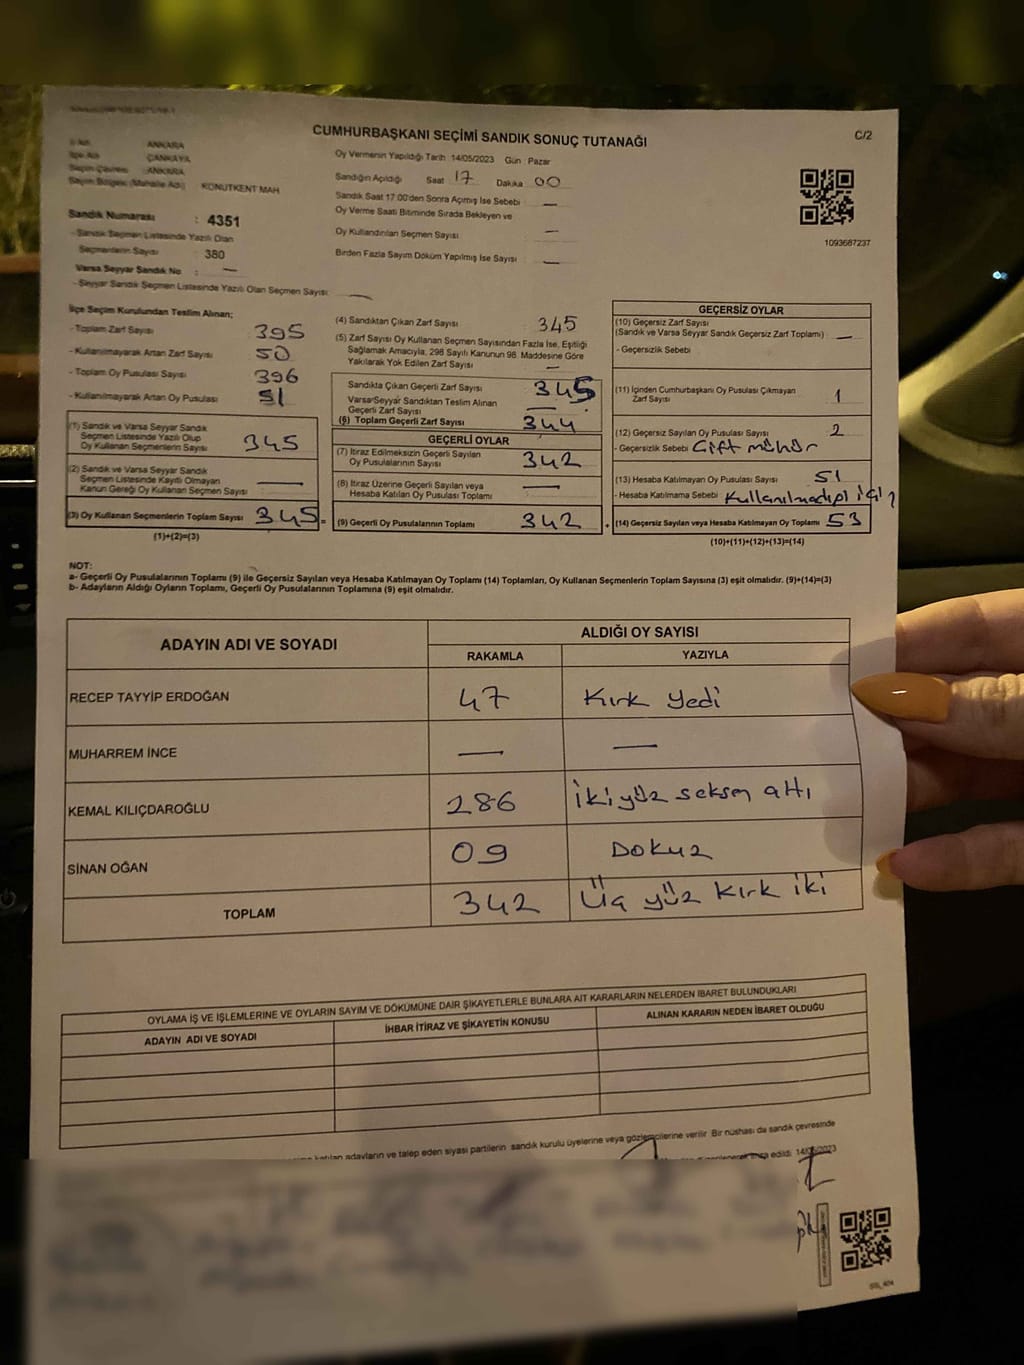 CUMHURBAŞKANI SEÇİMİ SANDIK SONUÇ TUTANAĞI
C/2
İli Adı : ANKARA
İlçe Adı : ÇANKAYA
Seçim Çevresi : ANKARA
Seçim Bölgesi (Mahalle Adı) : KONUTKENT MAH
Sandık Numarası : 4351
- Sandık Seçmen Listesinde Yazılı Olan
Seçmenlerin Sayısı : 380
Varsa Seyyar Sandık No : —
- Seyyar Sandık Seçmen Listesinde Yazılı Olan Seçmen Sayısı: —
Oy Vermenin Yapıldığı Tarih 14/05/2023 Gün : Pazar
Sandığın Açıldığı Saat 17 Dakika 00
Sandık Saat 17:00'den Sonra Açımış İse Sebebi —
Oy Verme Saati Bitiminde Sırada Bekleyen ve
Oy Kullandırılan Seçmen Sayısı —
Birden Fazla Sayım Döküm Yapılmış İse Sayısı —
1093687237
İlçe Seçim Kurulundan Teslim Alınan;
- Toplam Zarf Sayısı 395
- Kullanılmayarak Artan Zarf Sayısı 50
- Toplam Oy Pusulası Sayısı 396
- Kullanılmayarak Artan Oy Pusulası 51
(1) Sandık ve Varsa Seyyar Sandık
Seçmen Listesinde Yazılı Olup
Oy Kullanan Seçmenlerin Sayısı 345
(2) Sandık ve Varsa Seyyar Sandık
Seçmen Listesinde Kayıtlı Olmayan
Kanun Gereği Oy Kullanan Seçmen Sayısı —
(3) Oy Kullanan Seçmenlerin Toplam Sayısı 345 =
(1)+(2)=(3)
(4) Sandıktan Çıkan Zarf Sayısı 345
(5) Zarf Sayısı Oy Kullanan Seçmen Sayısından Fazla İse, Eşitliği
Sağlamak Amacıyla, 298 Sayılı Kanunun 98. Maddesine Göre
Yakılarak Yok Edilen Zarf Sayısı —
Sandıkta Çıkan Geçerli Zarf Sayısı 345
Varsa Seyyar Sandıktan Teslim Alınan
Geçerli Zarf Sayısı —
(6) Toplam Geçerli Zarf Sayısı 344
GEÇERLİ OYLAR
(7) İtiraz Edilmeksizin Geçerli Sayılan
Oy Pusulalarının Sayısı 342
(8) İtiraz Üzerine Geçerli Sayılan veya
Hesaba Katılan Oy Pusulası Toplamı —
(9) Geçerli Oy Pusulalarının Toplamı 342
GEÇERSİZ OYLAR
(10) Geçersiz Zarf Sayısı
(Sandık ve Varsa Seyyar Sandık Geçersiz Zarf Toplamı) —
- Geçersizlik Sebebi
(11) İçinden Cumhurbaşkanı Oy Pusulası Çıkmayan
Zarf Sayısı 1
(12) Geçersiz Sayılan Oy Pusulası Sayısı 2
- Geçersizlik Sebebi Çift mühür
(13) Hesaba Katılmayan Oy Pusulası Sayısı 51
- Hesaba Katılmama Sebebi Kullanılmadığı için
(14) Geçersiz Sayılan veya Hesaba Katılmayan Oy Toplamı 53
(10)+(11)+(12)+(13)=(14)
NOT:
a- Geçerli Oy Pusulalarının Toplamı (9) ile Geçersiz Sayılan veya Hesaba Katılmayan Oy Toplamı (14) Toplamları, Oy Kullanan Seçmenlerin Toplam Sayısına (3) eşit olmalıdır. (9)+(14)=(3)
b- Adayların Aldığı Oyların Toplamı, Geçerli Oy Pusulalarının Toplamına (9) eşit olmalıdır.
ADAYIN ADI VE SOYADI
ALDIĞI OY SAYISI
RAKAMLA YAZIYLA
RECEP TAYYİP ERDOĞAN 47 Kırk Yedi
MUHARREM İNCE — —
KEMAL KILIÇDAROĞLU 286 İki yüz seksen altı
SİNAN OĞAN 09 Dokuz
TOPLAM 342 Üç yüz Kırk iki
OYLAMA İŞ VE İŞLEMLERİNE VE OYLARIN SAYIM VE DÖKÜMÜNE DAİR ŞİKAYETLERLE BUNLARA AİT KARARLARIN NELERDEN İBARET BULUNDUKLARI
ADAYIN ADI VE SOYADI İHBAR İTİRAZ VE ŞİKAYETİN KONUSU ALINAN KARARIN NEDEN İBARET OLDUĞU
katılan adayların ve talep eden siyasi partilerin sandık kurulu üyelerine veya gözlemcilerine verilir. Bir nüshası da sandık çevresinde
edildi. 14/05/2023